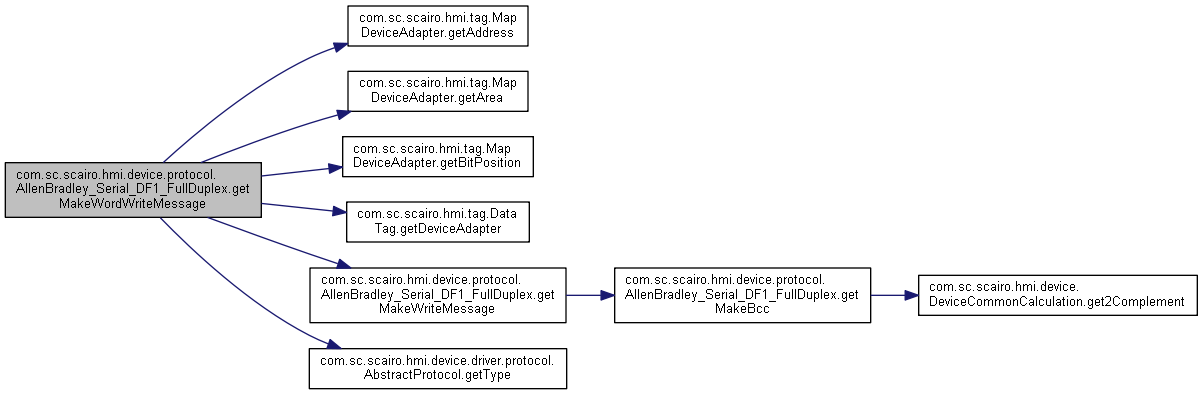 com.sc.scairo.hmi.tag.Map
DeviceAdapter.getAddress
com.sc.scairo.hmi.tag.Map
DeviceAdapter.getArea
com.sc.scairo.hmi.tag.Map
DeviceAdapter.getBitPosition
com.sc.scairo.hmi.device.protocol.
AllenBradley_Serial_DF1_FullDuplex.get
MakeWordWriteMessage
com.sc.scairo.hmi.tag.Data
Tag.getDeviceAdapter
com.sc.scairo.hmi.device.protocol.
AllenBradley_Serial_DF1_FullDuplex.get
MakeWriteMessage
com.sc.scairo.hmi.device.protocol.
AllenBradley_Serial_DF1_FullDuplex.get
MakeBcc
com.sc.scairo.hmi.device.
DeviceCommonCalculation.get2Complement
com.sc.scairo.hmi.device.driver.protocol.
AbstractProtocol.getType